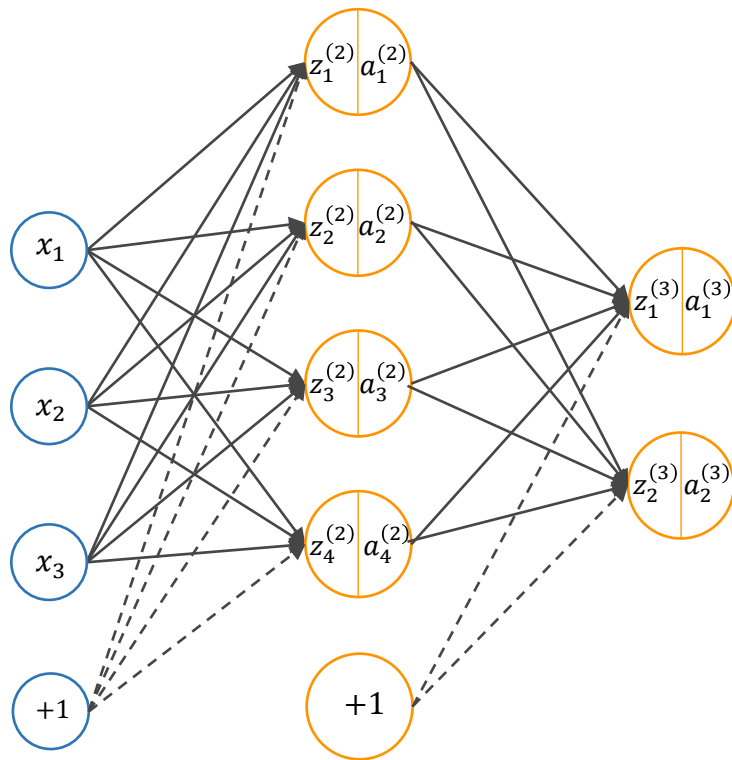 x₁
x₂
x₃
+1
z₁⁽²⁾ a₁⁽²⁾
z₂⁽²⁾ a₂⁽²⁾
z₃⁽²⁾ a₃⁽²⁾
z₄⁽²⁾ a₄⁽²⁾
+1
z₁⁽³⁾ a₁⁽³⁾
z₂⁽³⁾ a₂⁽³⁾